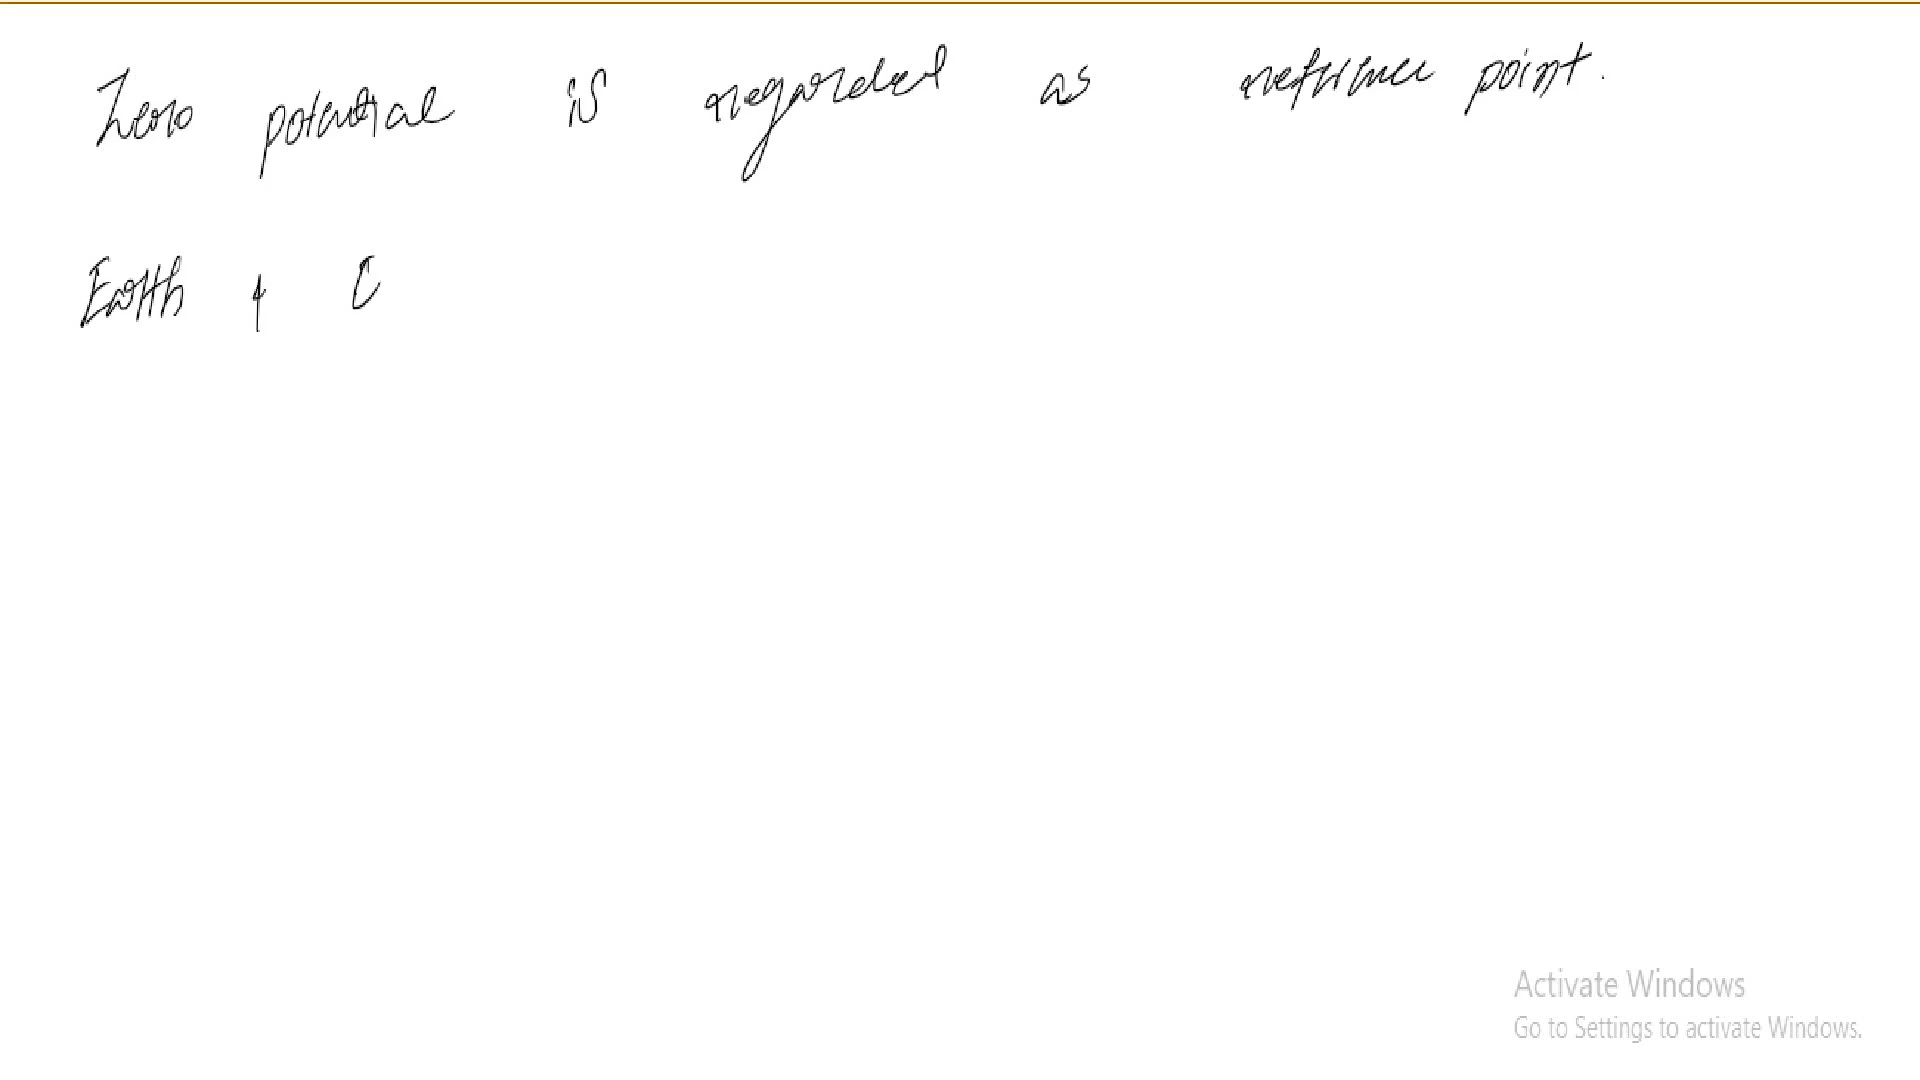 Zero potential is regarded as reference point.
Earth & C
Activate Windows
Go to Settings to activate Windows.